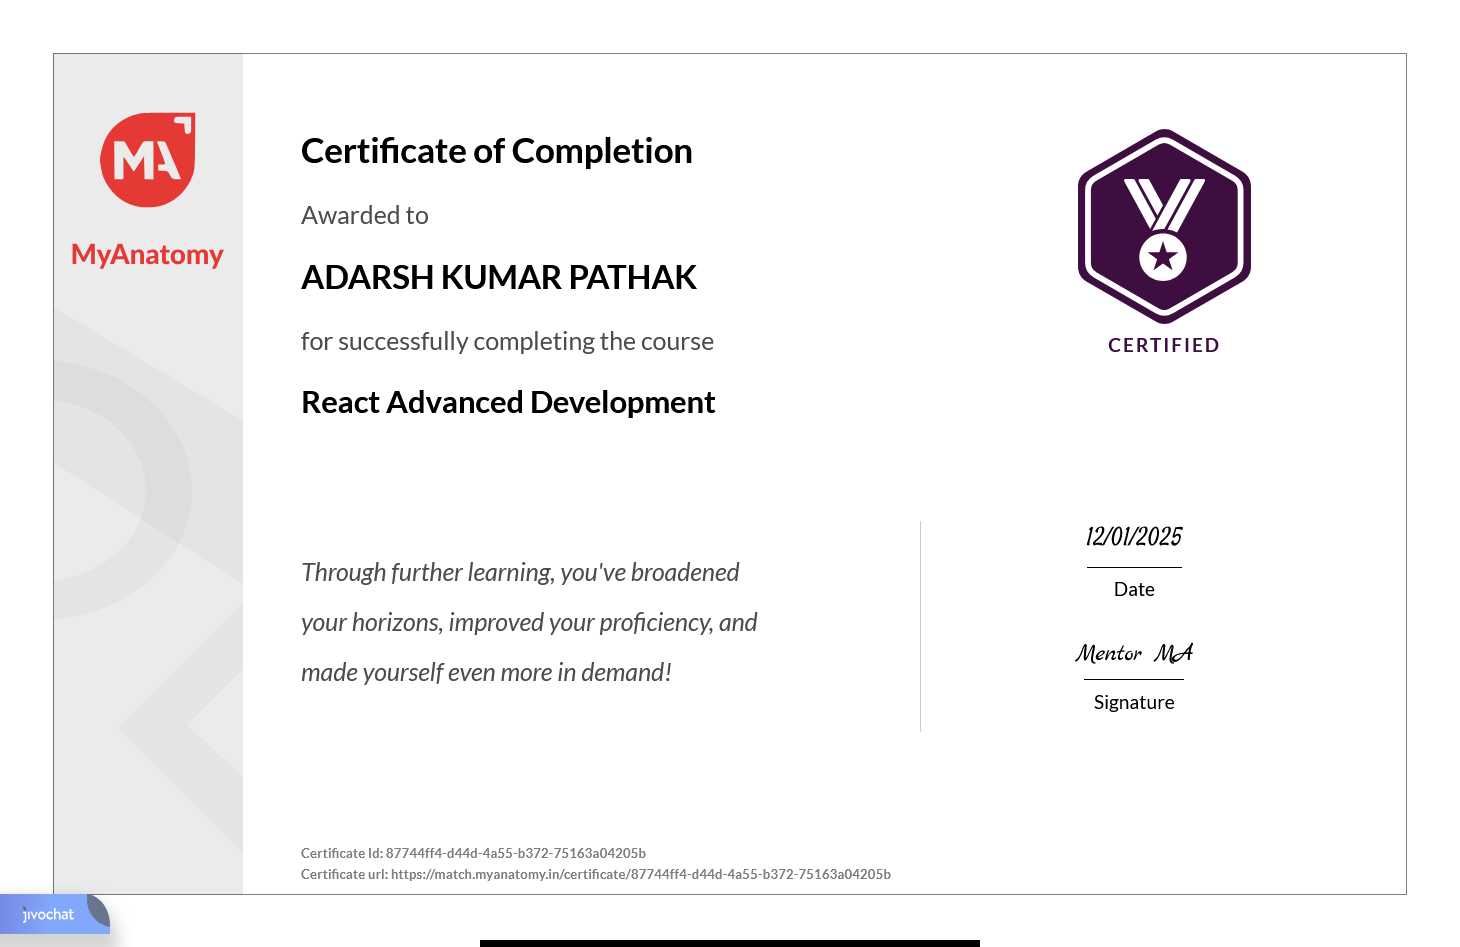 MA
MyAnatomy
Certificate of Completion
Awarded to
ADARSH KUMAR PATHAK
for successfully completing the course
React Advanced Development
CERTIFIED
Through further learning, you've broadened
your horizons, improved your proficiency, and
made yourself even more in demand!
12/01/2025
Date
Mentor MA
Signature
Certificate Id: 87744ff4-d44d-4a55-b372-75163a04205b
Certificate url: https://match.myanatomy.in/certificate/87744ff4-d44d-4a55-b372-75163a04205b
jivochat